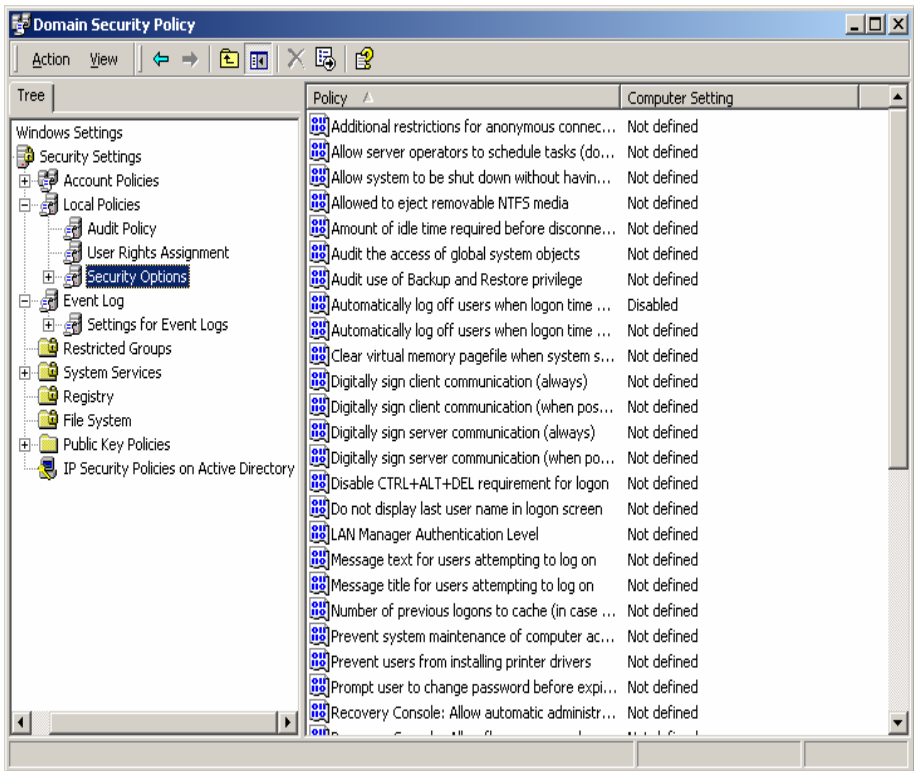 Domain Security Policy
Action View
Tree
Windows Settings
Security Settings
Account Policies
Local Policies
Audit Policy
User Rights Assignment
Security Options
Event Log
Settings for Event Logs
Restricted Groups
System Services
Registry
File System
Public Key Policies
IP Security Policies on Active Directory
Policy Computer Setting
Additional restrictions for anonymous connec... Not defined
Allow server operators to schedule tasks (do... Not defined
Allow system to be shut down without havin... Not defined
Allowed to eject removable NTFS media Not defined
Amount of idle time required before disconne... Not defined
Audit the access of global system objects Not defined
Audit use of Backup and Restore privilege Not defined
Automatically log off users when logon time ... Disabled
Automatically log off users when logon time ... Not defined
Clear virtual memory pagefile when system s... Not defined
Digitally sign client communication (always) Not defined
Digitally sign client communication (when pos... Not defined
Digitally sign server communication (always) Not defined
Digitally sign server communication (when po... Not defined
Disable CTRL+ALT+DEL requirement for logon Not defined
Do not display last user name in logon screen Not defined
LAN Manager Authentication Level Not defined
Message text for users attempting to log on Not defined
Message title for users attempting to log on Not defined
Number of previous logons to cache (in case ... Not defined
Prevent system maintenance of computer ac... Not defined
Prevent users from installing printer drivers Not defined
Prompt user to change password before expi... Not defined
Recovery Console: Allow automatic administr... Not defined